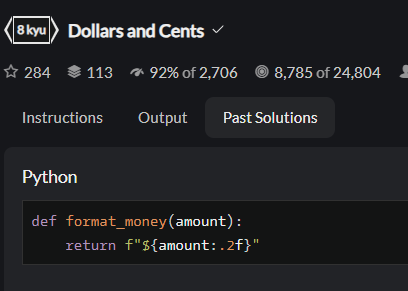 8 kyu Dollars and Cents
284 113 92% of 2,706 8,785 of 24,804
Instructions Output Past Solutions
Python
def format_money(amount):
    return f"${amount:.2f}"